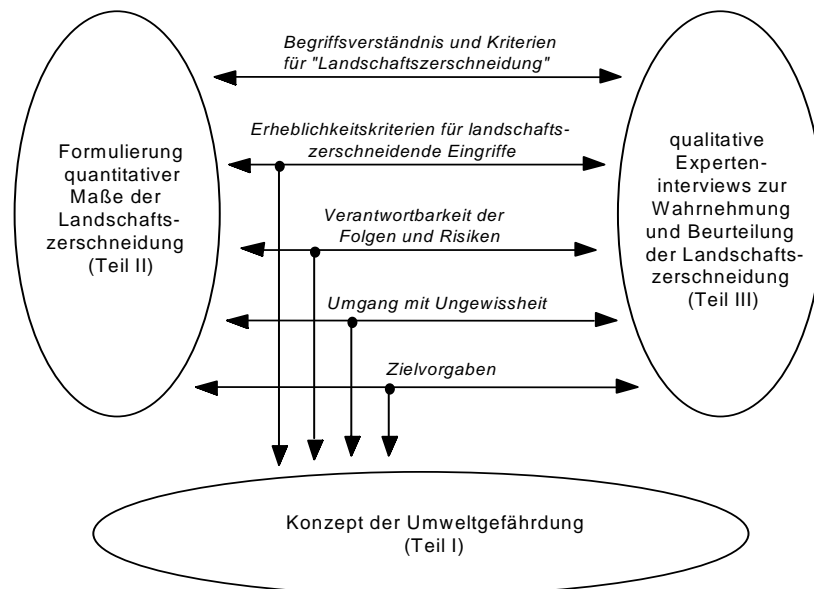 Begriffsverständnis und Kriterien
für "Landschaftszerschneidung"
Formulierung
quantitativer
Maße der
Landschafts-
zerschneidung
(Teil II)
Erheblichkeitskriterien für landschafts-
zerschneidende Eingriffe
Verantwortbarkeit der
Folgen und Risiken
Umgang mit Ungewissheit
Zielvorgaben
qualitative
Experten-
interviews zur
Wahrnehmung
und Beurteilung
der Landschafts-
zerschneidung
(Teil III)
Konzept der Umweltgefährdung
(Teil I)